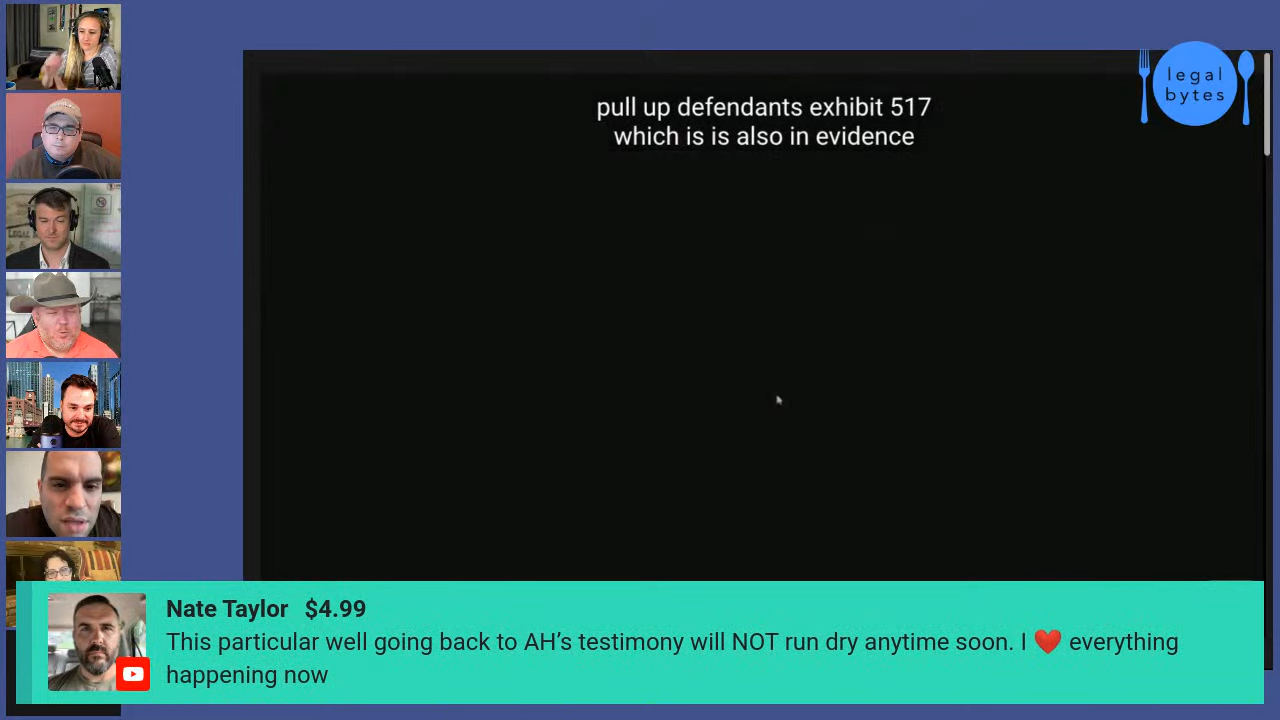 pull up defendants exhibit 517
which is is also in evidence
legal
bytes
Nate Taylor $4.99
This particular well going back to AH's testimony will NOT run dry anytime soon. I ❤️ everything
happening now